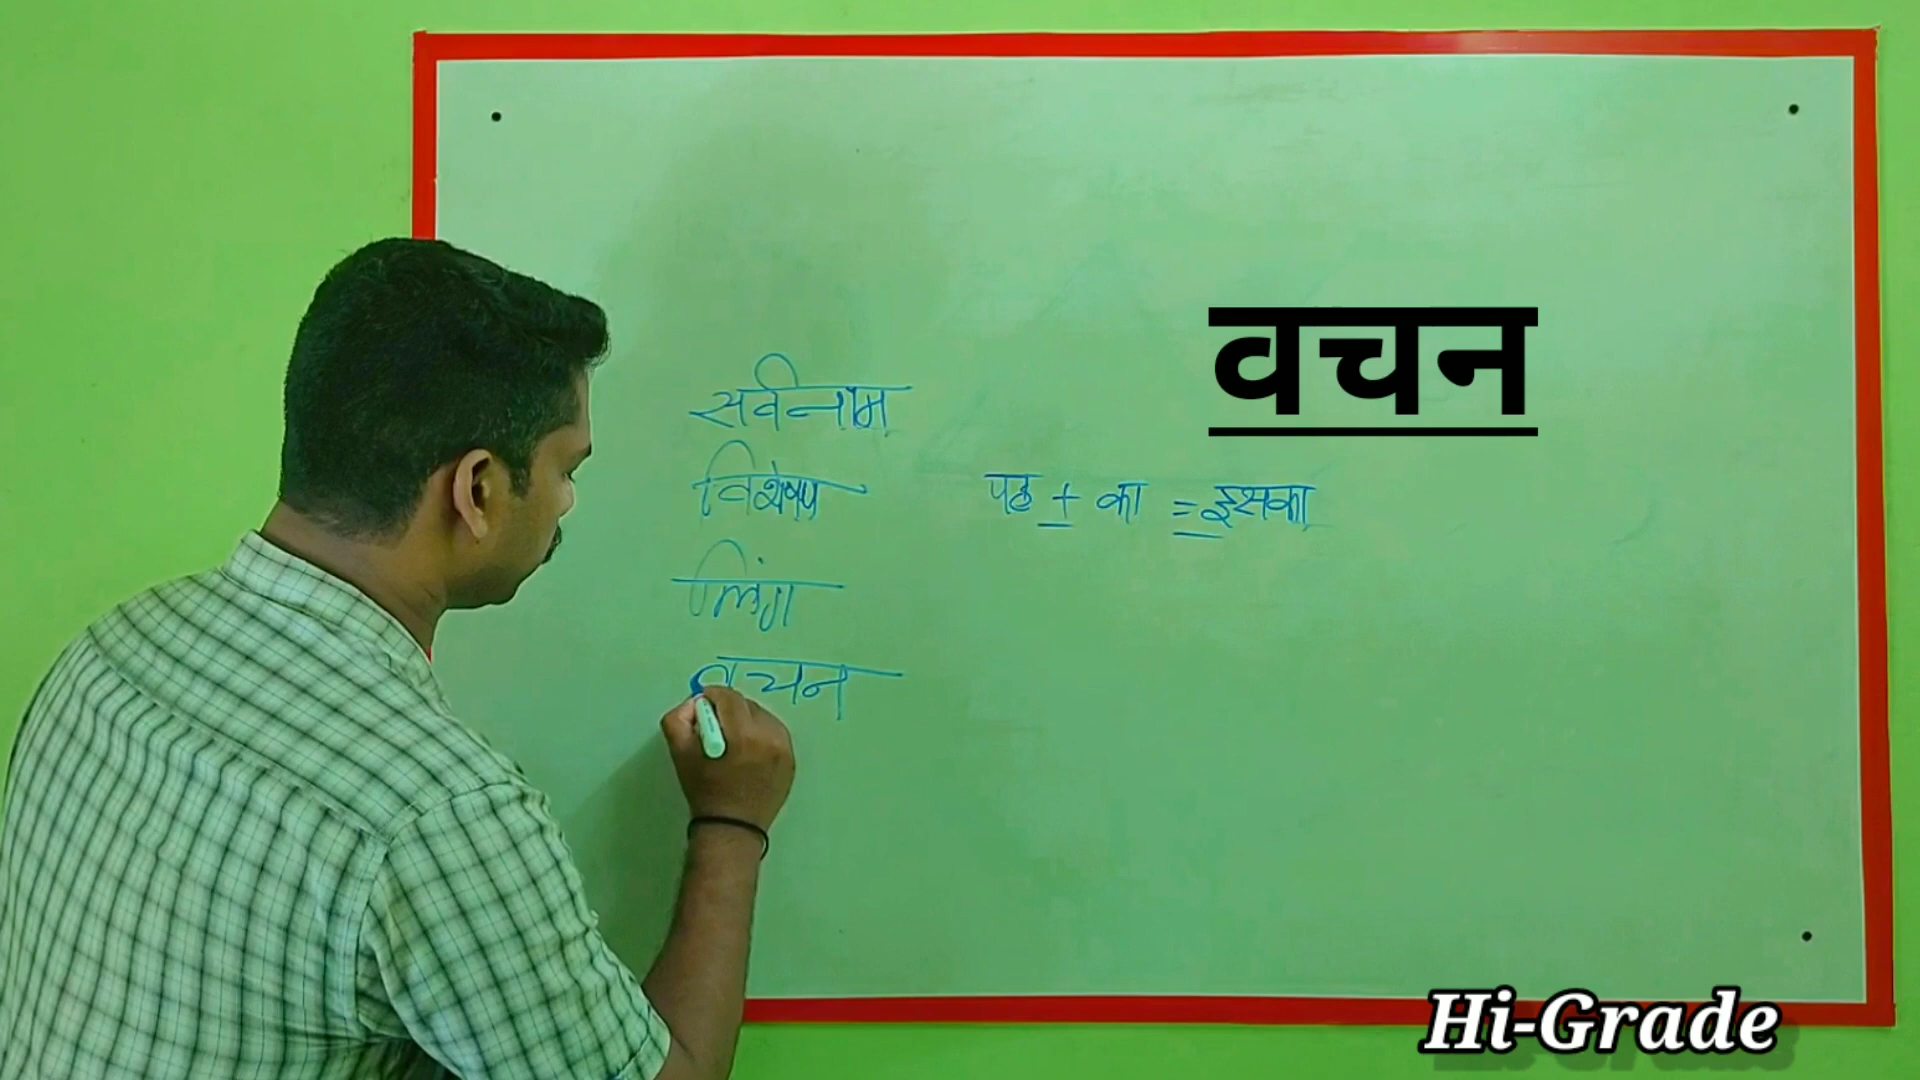 वचन
सर्वनाम
विशेषण यह + का = इसका
लिंग
वचन
Hi-Grade